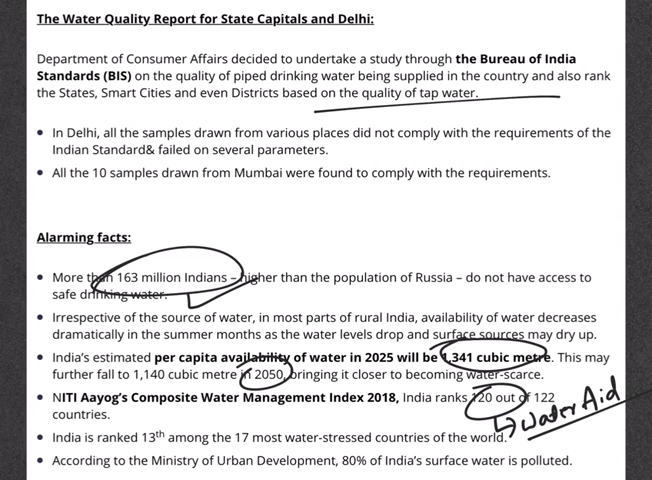 The Water Quality Report for State Capitals and Delhi:
Department of Consumer Affairs decided to undertake a study through the Bureau of India
Standards (BIS) on the quality of piped drinking water being supplied in the country and also rank
the States, Smart Cities and even Districts based on the quality of tap water.
• In Delhi, all the samples drawn from various places did not comply with the requirements of the
Indian Standard& failed on several parameters.
• All the 10 samples drawn from Mumbai were found to comply with the requirements.
Alarming facts:
• More than 163 million Indians – higher than the population of Russia – do not have access to
safe drinking water.
• Irrespective of the source of water, in most parts of rural India, availability of water decreases
dramatically in the summer months as the water levels drop and surface sources may dry up.
• India's estimated per capita availability of water in 2025 will be 1,341 cubic metre. This may
further fall to 1,140 cubic metre in 2050, bringing it closer to becoming water-scarce.
• NITI Aayog's Composite Water Management Index 2018, India ranks 120 out of 122
countries.
Water Aid
• India is ranked 13th among the 17 most water-stressed countries of the world.
• According to the Ministry of Urban Development, 80% of India's surface water is polluted.